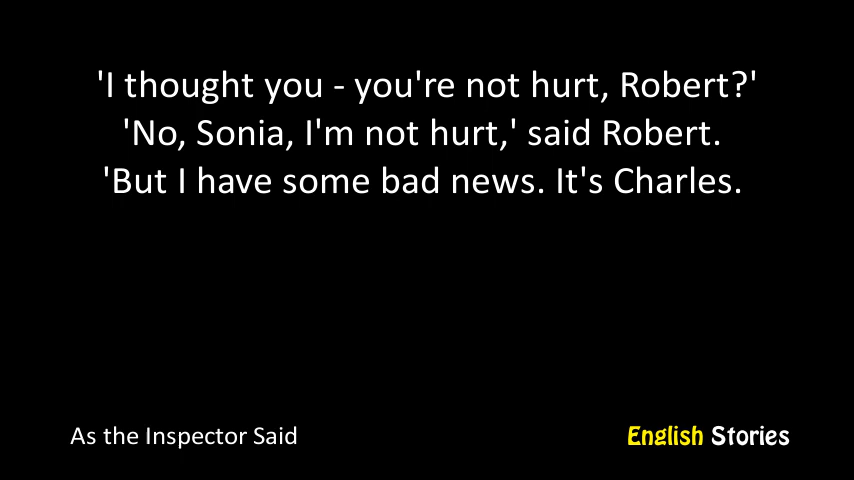 'I thought you - you're not hurt, Robert?'
'No, Sonia, I'm not hurt,' said Robert.
'But I have some bad news. It's Charles.
As the Inspector Said
English Stories